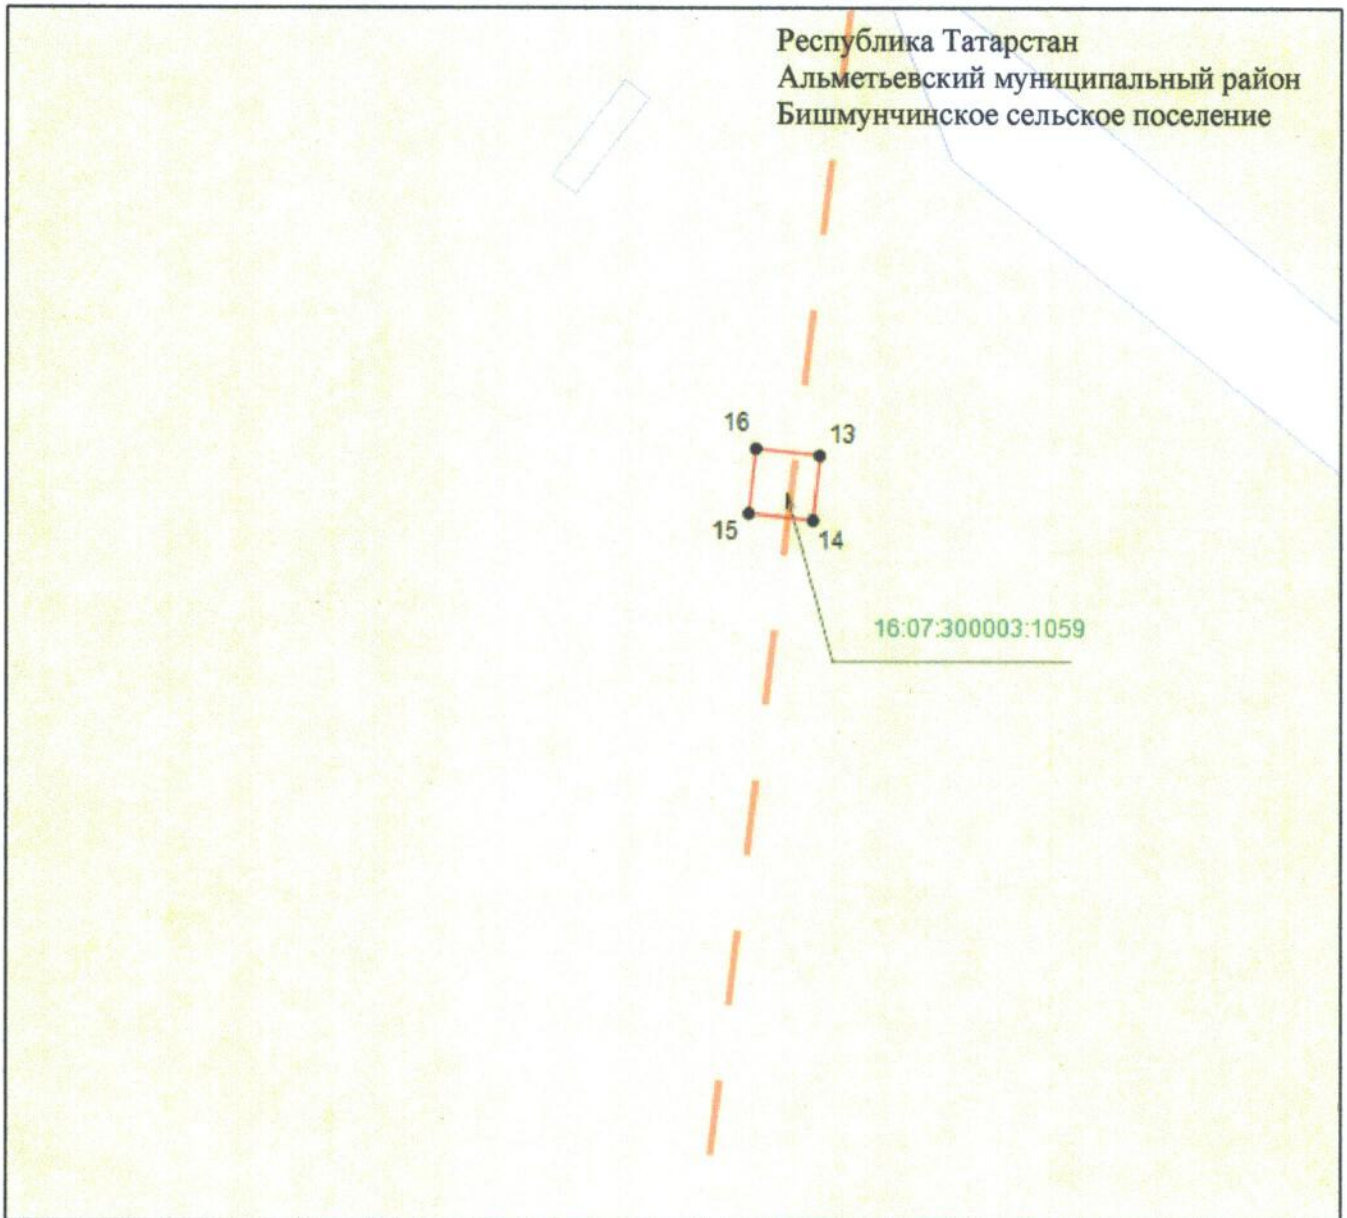 Республика Татарстан
Альметьевский муниципальный район
Бишмунчинское сельское поселение
16
13
15
14
16:07:300003:1059